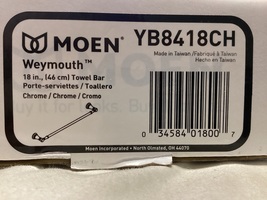 MOEN YB8418CH
Made in Taiwan/Fabriqué à Taiwan
Hecho en Taiwan
Weymouth™
18 in., (46 cm) Towel Bar
Porte-serviettes / Toallero
Chrome / Chrome / Cromo
0 34584 01800 7
Moen Incorporated • North Olmsted, OH 44070